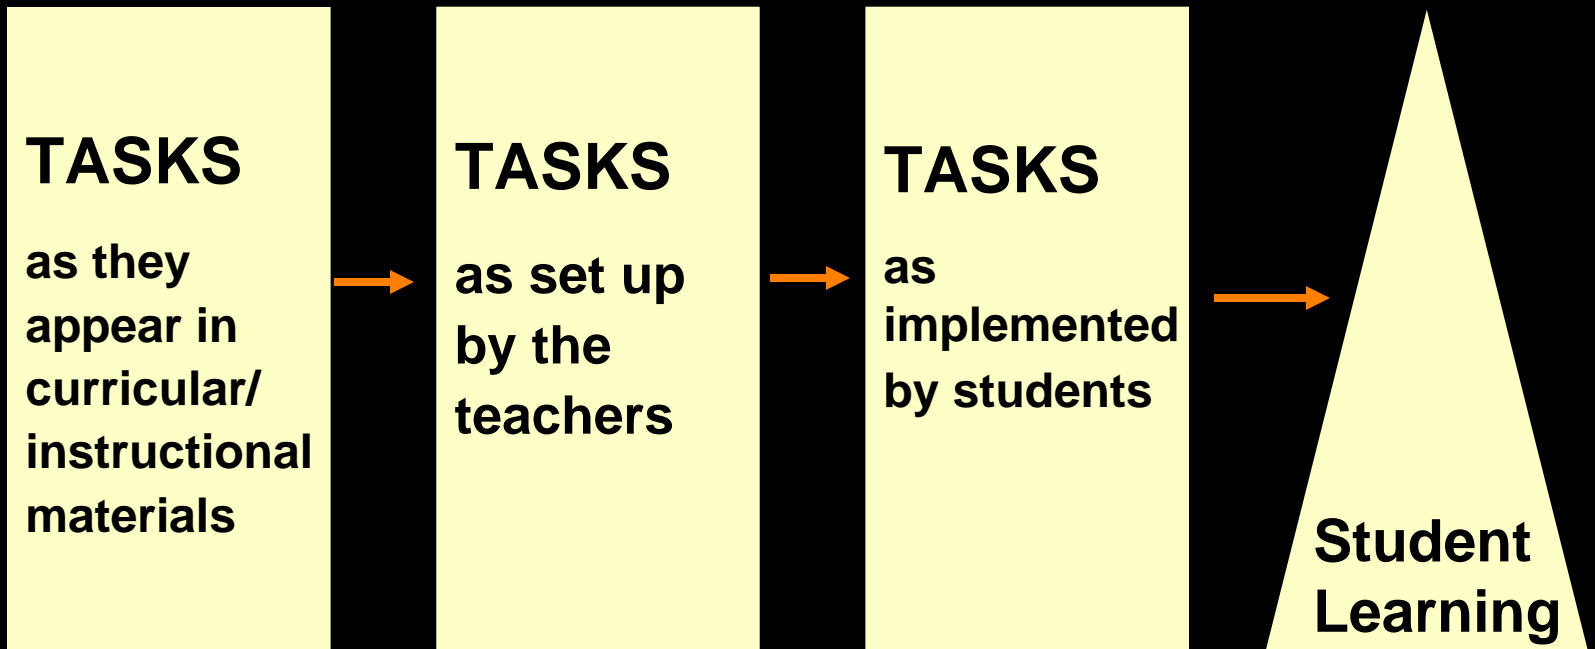 TASKS
as they
appear in
curricular/
instructional
materials
TASKS
as set up
by the
teachers
TASKS
as
implemented
by students
Student
Learning